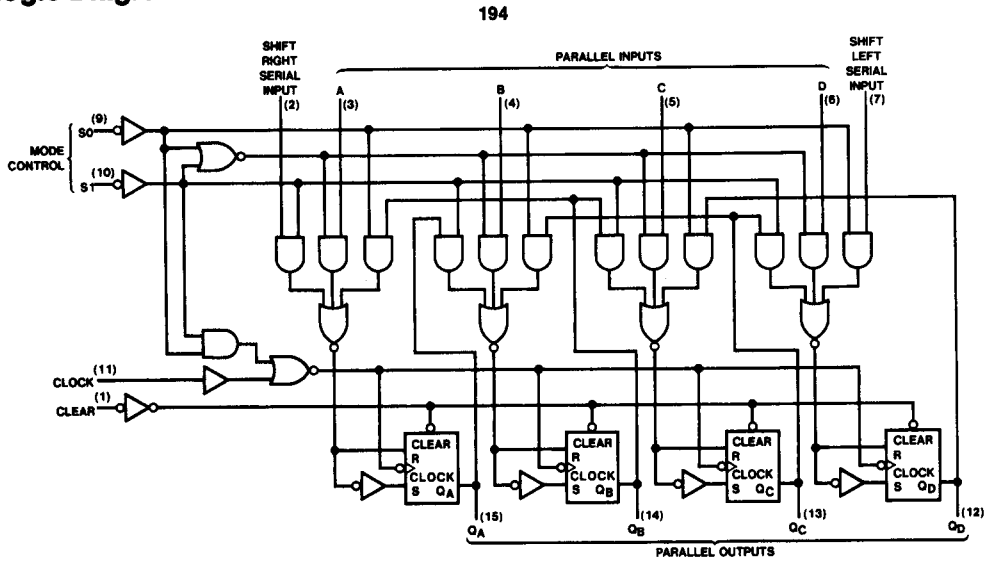 194
SHIFT
RIGHT
SERIAL
INPUT
(2)
PARALLEL INPUTS
SHIFT
LEFT
SERIAL
INPUT
(7)
A
(3)
B
(4)
C
(5)
D
(6)
MODE
CONTROL
S0 (9)
S1 (10)
CLOCK (11)
CLEAR (1)
CLEAR
R
CLOCK
S QA
CLEAR
R
CLOCK
S QB
CLEAR
R
CLOCK
S QC
CLEAR
R
CLOCK
S QD
(15)
QA
(14)
QB
(13)
QC
(12)
QD
PARALLEL OUTPUTS